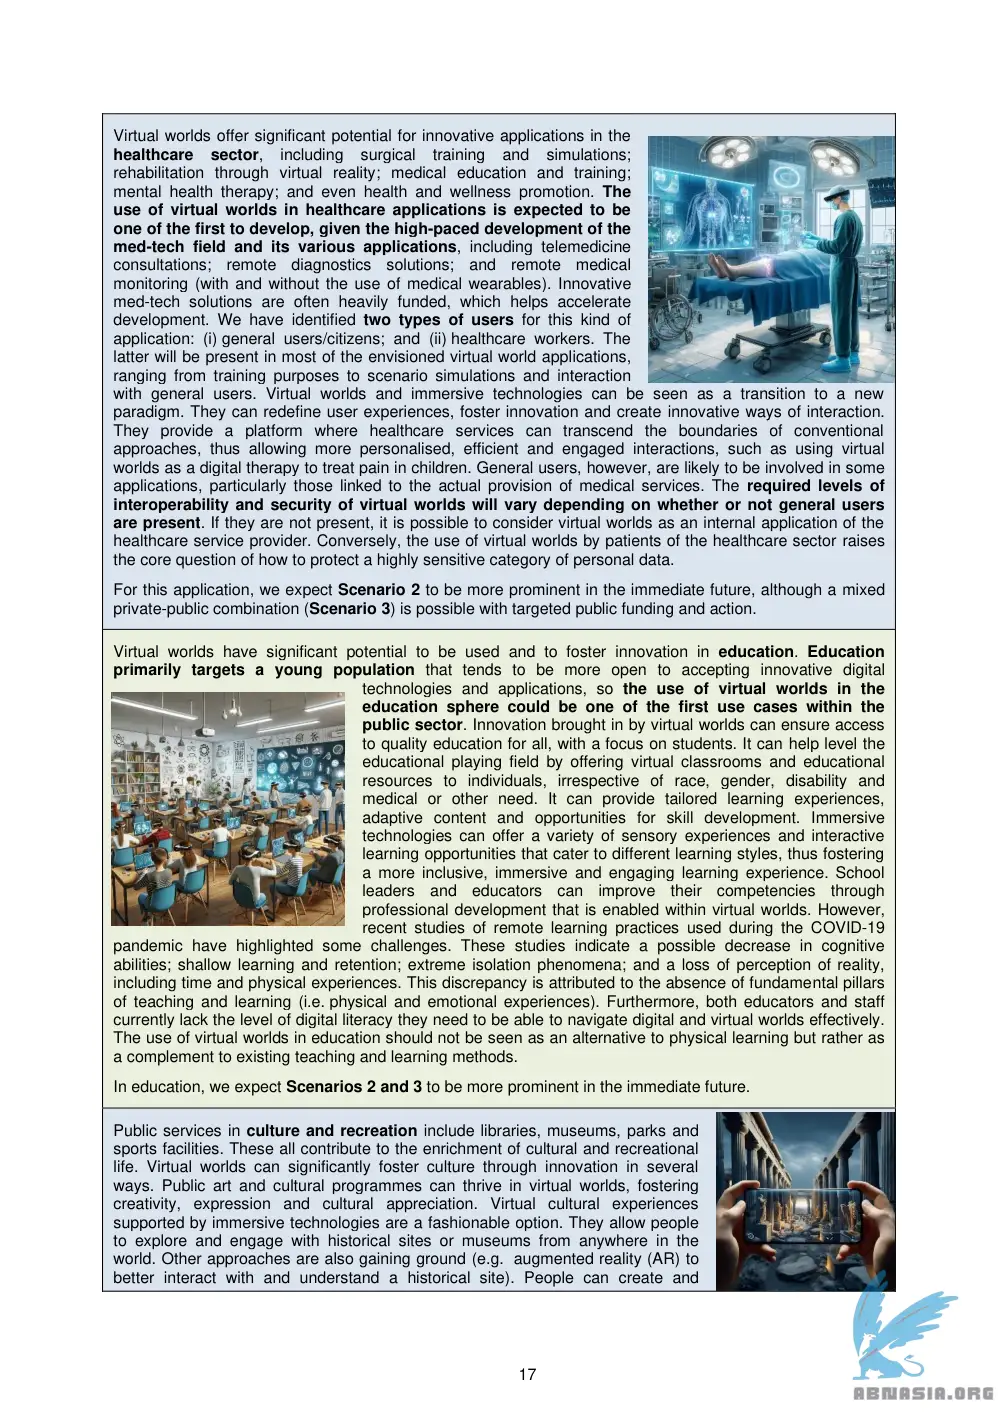 Virtual worlds offer significant potential for innovative applications in the
healthcare sector, including surgical training and simulations;
rehabilitation through virtual reality; medical education and training;
mental health therapy; and even health and wellness promotion. The
use of virtual worlds in healthcare applications is expected to be
one of the first to develop, given the high-paced development of the
med-tech field and its various applications, including telemedicine
consultations; remote diagnostics solutions; and remote medical
monitoring (with and without the use of medical wearables). Innovative
med-tech solutions are often heavily funded, which helps accelerate
development. We have identified two types of users for this kind of
application: (i) general users/citizens; and (ii) healthcare workers. The
latter will be present in most of the envisioned virtual world applications,
ranging from training purposes to scenario simulations and interaction
with general users. Virtual worlds and immersive technologies can be seen as a transition to a new
paradigm. They can redefine user experiences, foster innovation and create innovative ways of interaction.
They provide a platform where healthcare services can transcend the boundaries of conventional
approaches, thus allowing more personalised, efficient and engaged interactions, such as using virtual
worlds as a digital therapy to treat pain in children. General users, however, are likely to be involved in some
applications, particularly those linked to the actual provision of medical services. The required levels of
interoperability and security of virtual worlds will vary depending on whether or not general users
are present. If they are not present, it is possible to consider virtual worlds as an internal application of the
healthcare service provider. Conversely, the use of virtual worlds by patients of the healthcare sector raises
the core question of how to protect a highly sensitive category of personal data.
For this application, we expect Scenario 2 to be more prominent in the immediate future, although a mixed
private-public combination (Scenario 3) is possible with targeted public funding and action.
Virtual worlds have significant potential to be used and to foster innovation in education. Education
primarily targets a young population that tends to be more open to accepting innovative digital
technologies and applications, so the use of virtual worlds in the
education sphere could be one of the first use cases within the
public sector. Innovation brought in by virtual worlds can ensure access
to quality education for all, with a focus on students. It can help level the
educational playing field by offering virtual classrooms and educational
resources to individuals, irrespective of race, gender, disability and
medical or other need. It can provide tailored learning experiences,
adaptive content and opportunities for skill development. Immersive
technologies can offer a variety of sensory experiences and interactive
learning opportunities that cater to different learning styles, thus fostering
a more inclusive, immersive and engaging learning experience. School
leaders and educators can improve their competencies through
professional development that is enabled within virtual worlds. However,
recent studies of remote learning practices used during the COVID-19
pandemic have highlighted some challenges. These studies indicate a possible decrease in cognitive
abilities; shallow learning and retention; extreme isolation phenomena; and a loss of perception of reality,
including time and physical experiences. This discrepancy is attributed to the absence of fundamental pillars
of teaching and learning (i.e. physical and emotional experiences). Furthermore, both educators and staff
currently lack the level of digital literacy they need to be able to navigate digital and virtual worlds effectively.
The use of virtual worlds in education should not be seen as an alternative to physical learning but rather as
a complement to existing teaching and learning methods.
In education, we expect Scenarios 2 and 3 to be more prominent in the immediate future.
Public services in culture and recreation include libraries, museums, parks and
sports facilities. These all contribute to the enrichment of cultural and recreational
life. Virtual worlds can significantly foster culture through innovation in several
ways. Public art and cultural programmes can thrive in virtual worlds, fostering
creativity, expression and cultural appreciation. Virtual cultural experiences
supported by immersive technologies are a fashionable option. They allow people
to explore and engage with historical sites or museums from anywhere in the
world. Other approaches are also gaining ground (e.g. augmented reality (AR) to
better interact with and understand a historical site). People can create and
17
ABNASIA.ORG